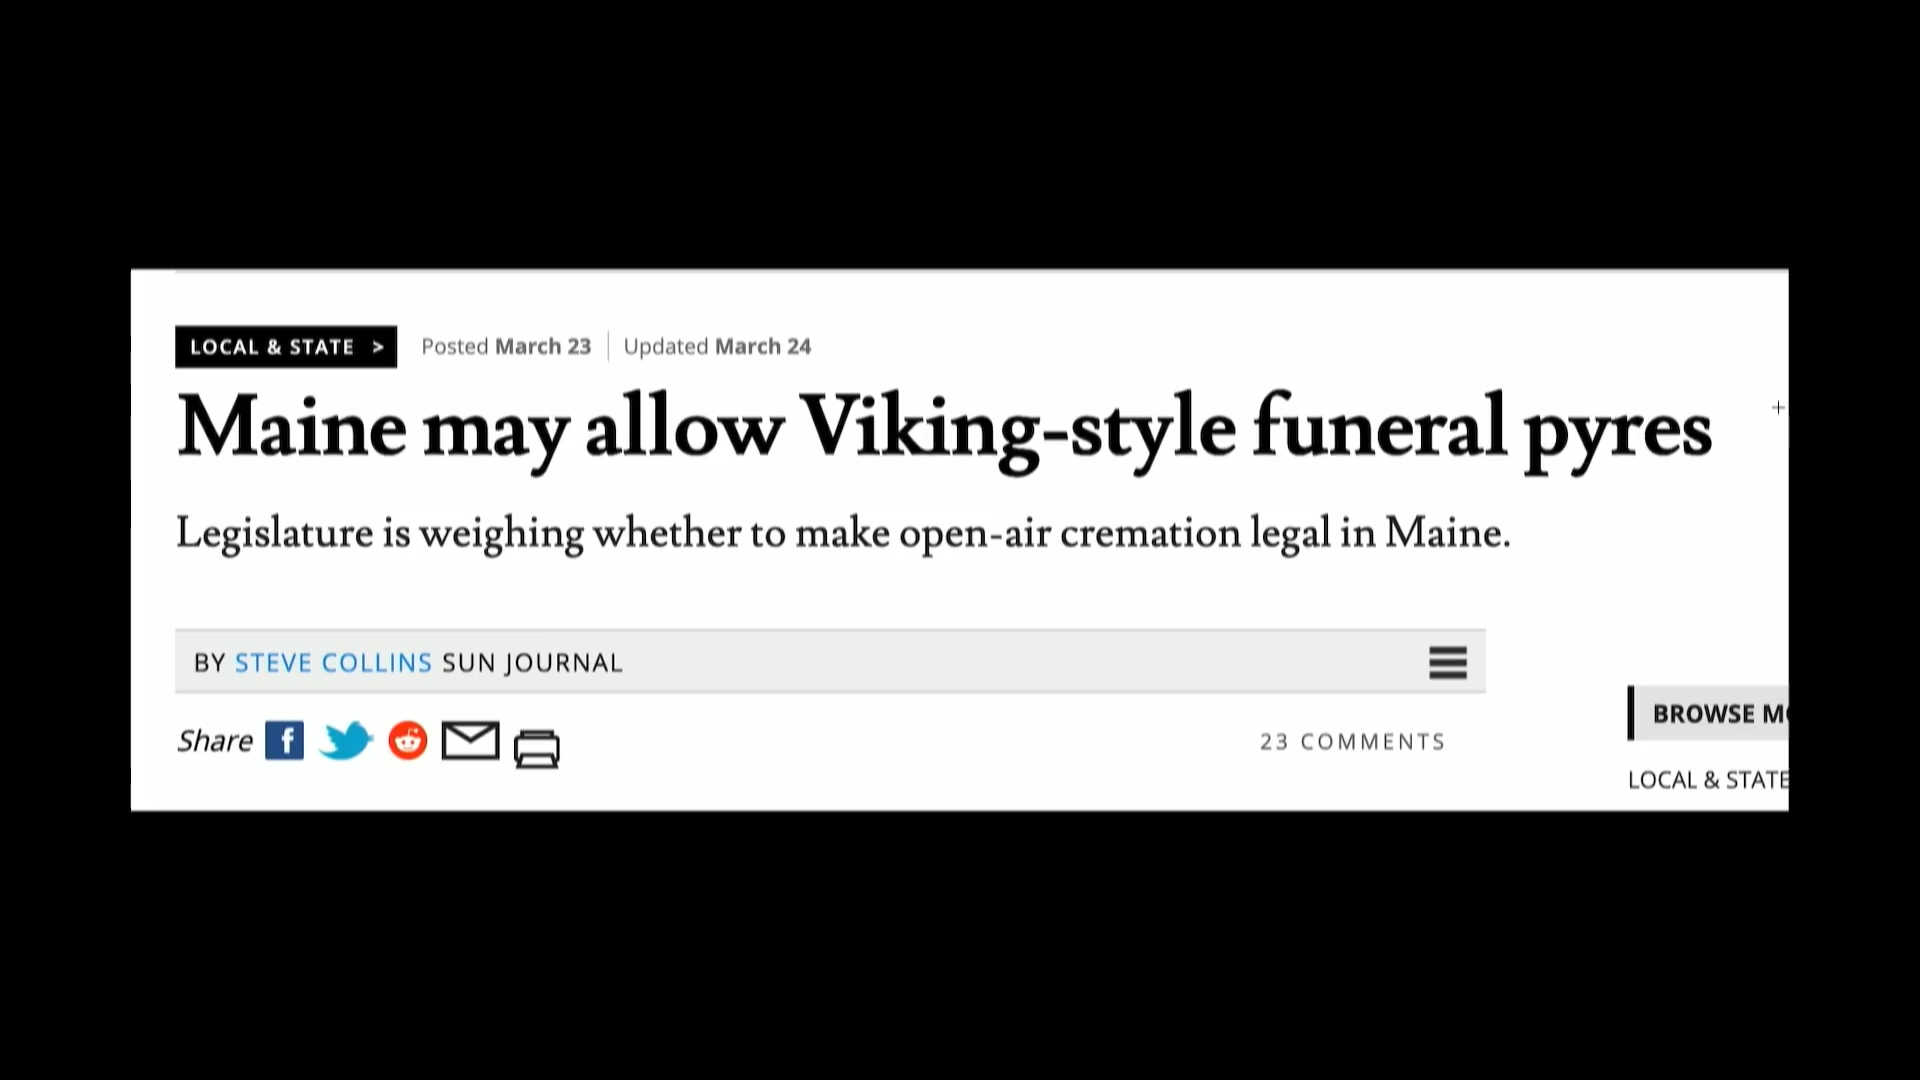 LOCAL & STATE > Posted March 23 | Updated March 24
Maine may allow Viking-style funeral pyres
Legislature is weighing whether to make open-air cremation legal in Maine.
BY STEVE COLLINS SUN JOURNAL
Share 23 COMMENTS
BROWSE
LOCAL & STATE